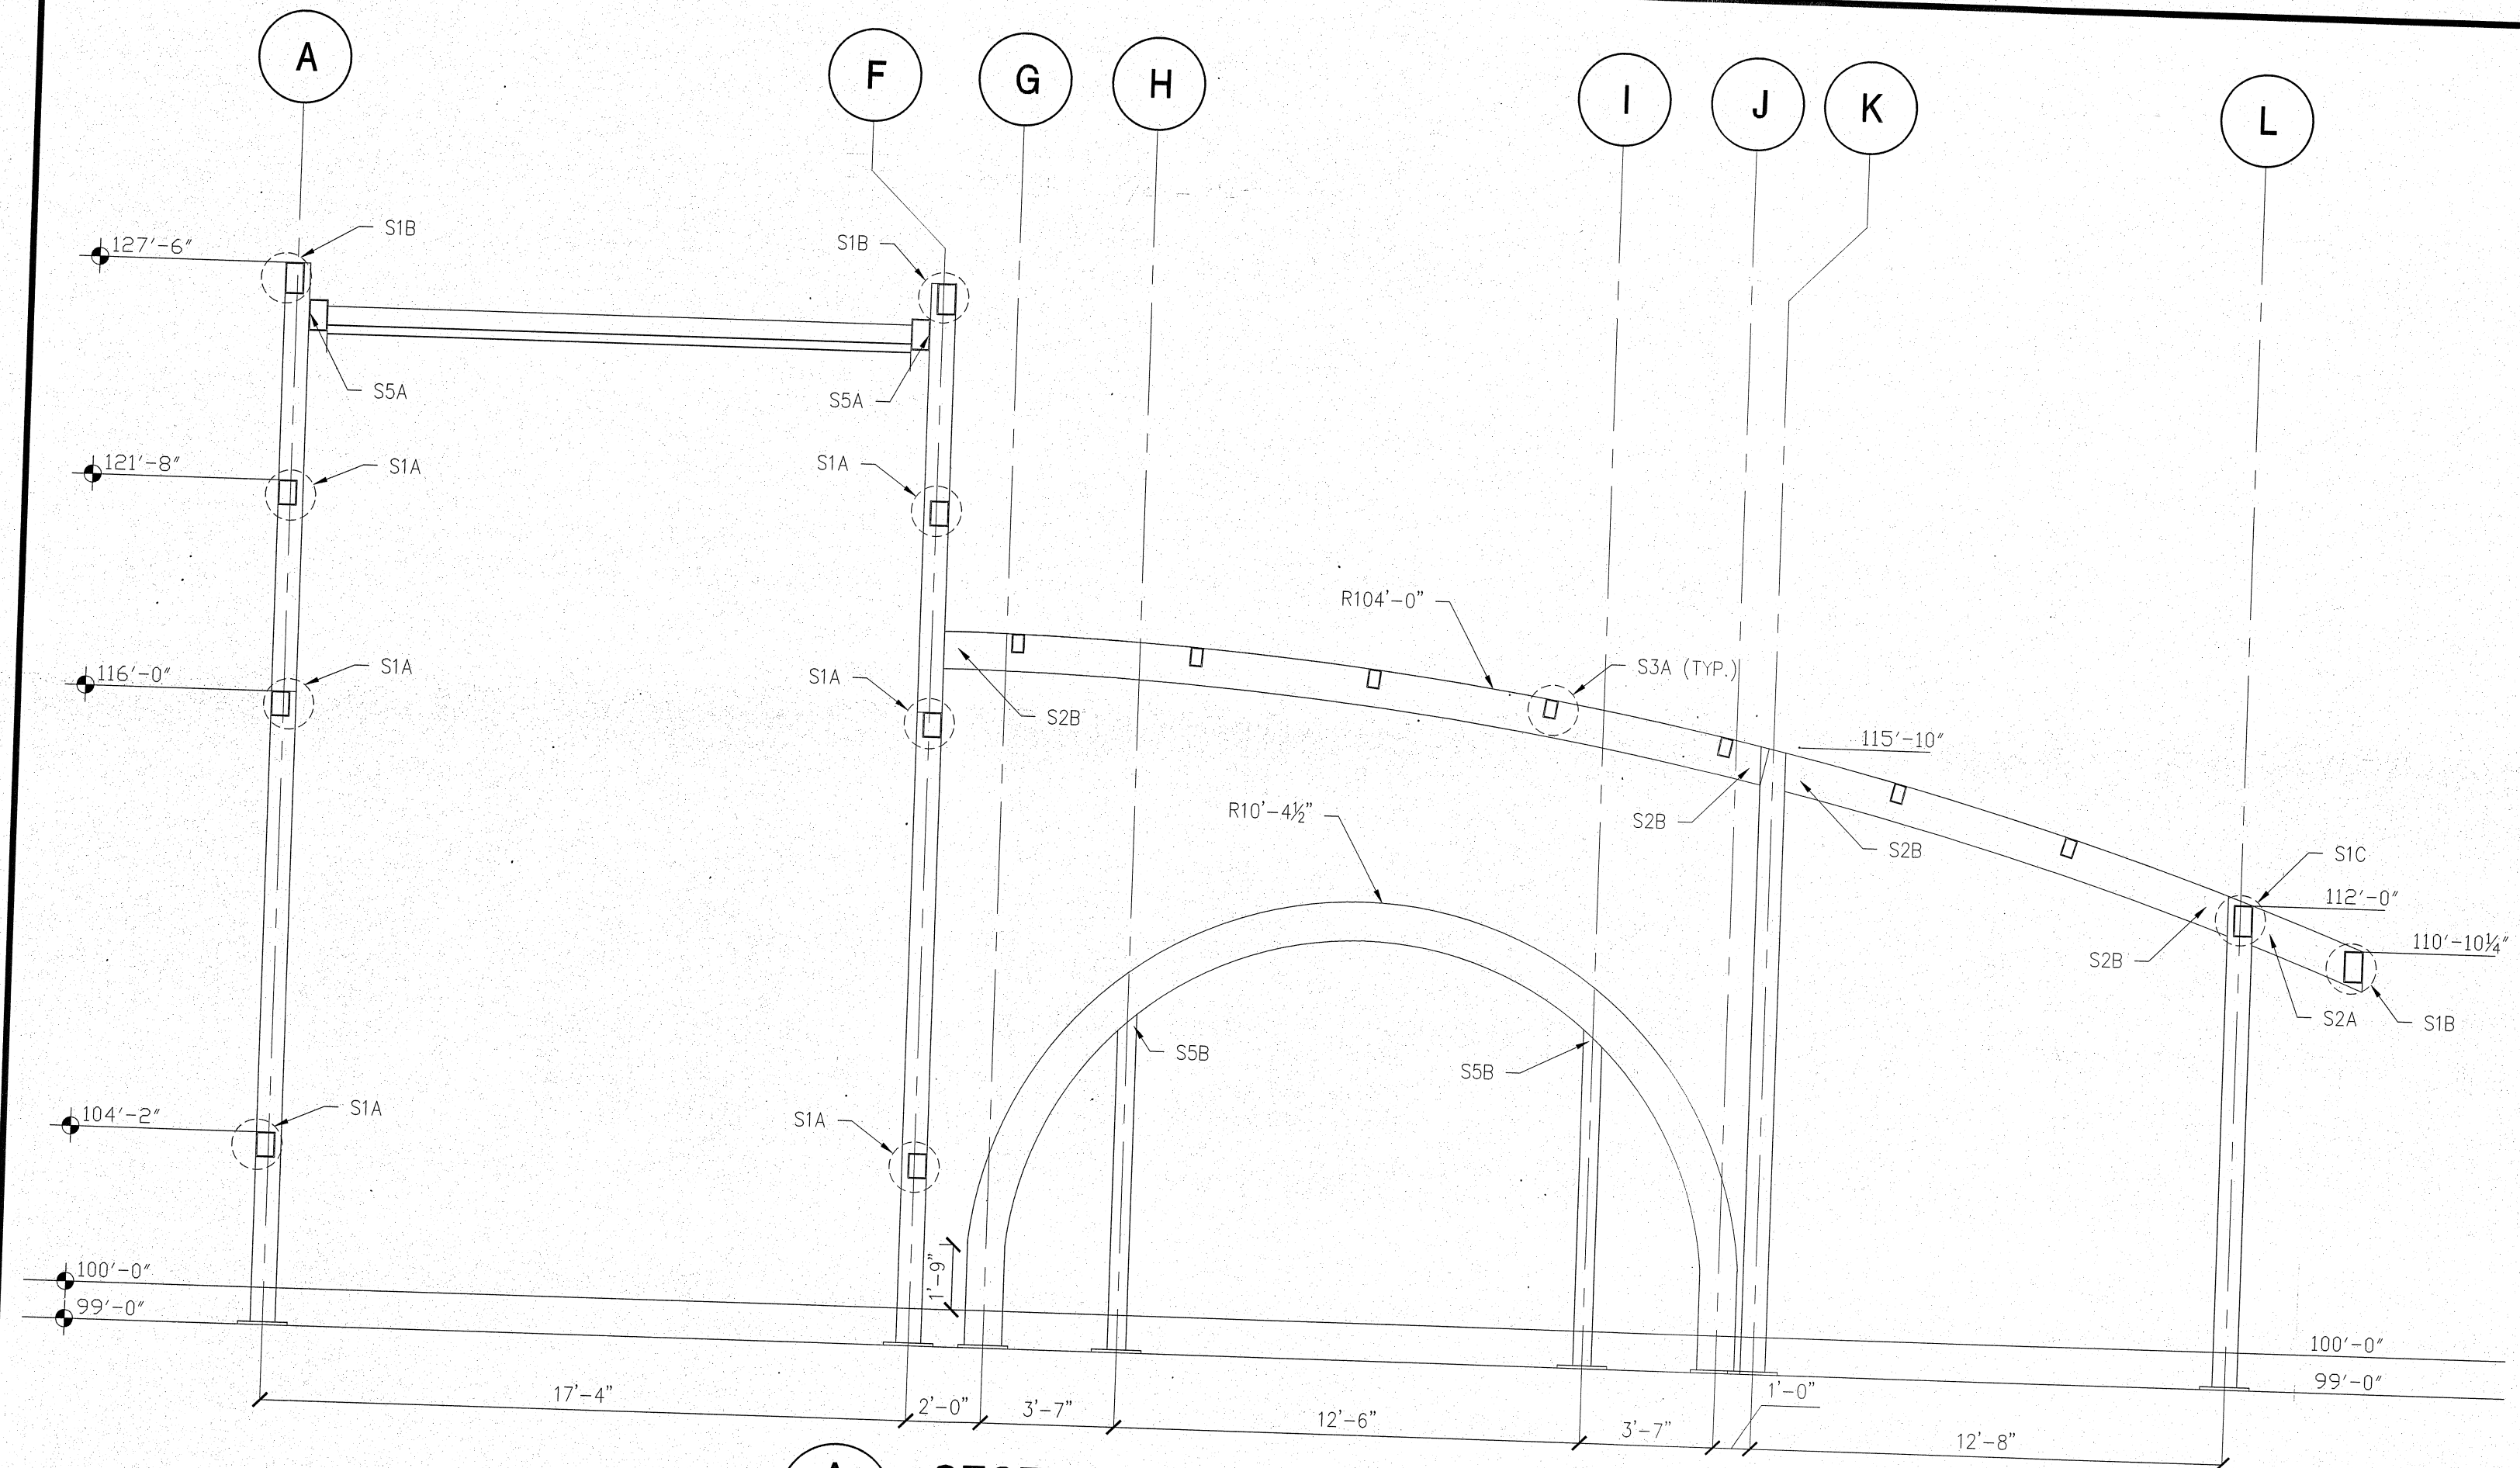 A
F
G
H
I
J
K
L
127'-6"
S1B
S1B
S5A
S5A
121'-8"
S1A
S1A
116'-0"
S1A
S1A
R104'-0"
S3A (TYP.)
S2B
115'-10"
S2B
S2B
R10'-4½"
S1C
112'-0"
110'-10¼"
S2B
S2A
S1B
S5B
S5B
104'-2"
S1A
S1A
1'-9"
100'-0"
99'-0"
100'-0"
99'-0"
17'-4"
2'-0"
3'-7"
12'-6"
3'-7"
1'-0"
12'-8"